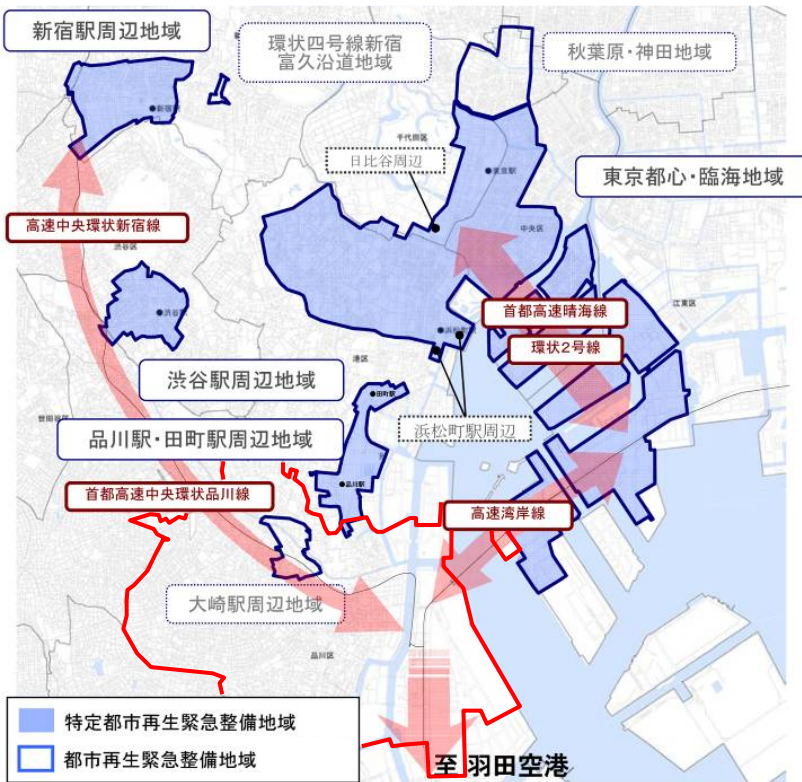 新宿駅周辺地域
環状四号線新宿
富久沿道地域
秋葉原・神田地域
●新宿駅
千代田区
日比谷周辺
●東京駅
東京都心・臨海地域
高速中央環状新宿線
渋谷区
中央区
江東区
首都高速晴海線
●渋谷駅
●浜松町駅
環状2号線
港区
渋谷駅周辺地域
●田町駅
世田谷区
浜松町駅周辺
品川駅・田町駅周辺地域
●品川駅
首都高速中央環状品川線
高速湾岸線
大崎駅周辺地域
品川区
特定都市再生緊急整備地域
都市再生緊急整備地域
至 羽田空港